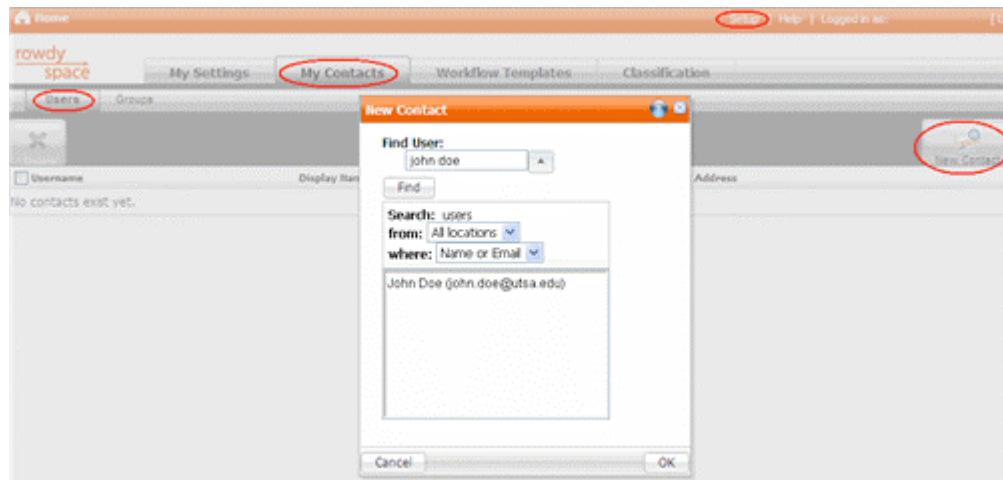 Home Setup | Help | Logged in as:
rowdy
space
My Settings My Contacts Workflow Templates Classification
Users Groups
New Contact
New Contact
Find User:
john doe
Find
Username Display Address
No contacts exist yet.
Search: users
from: All locations
where: Name or Email
John Doe (john.doe@utsa.edu)
Cancel OK